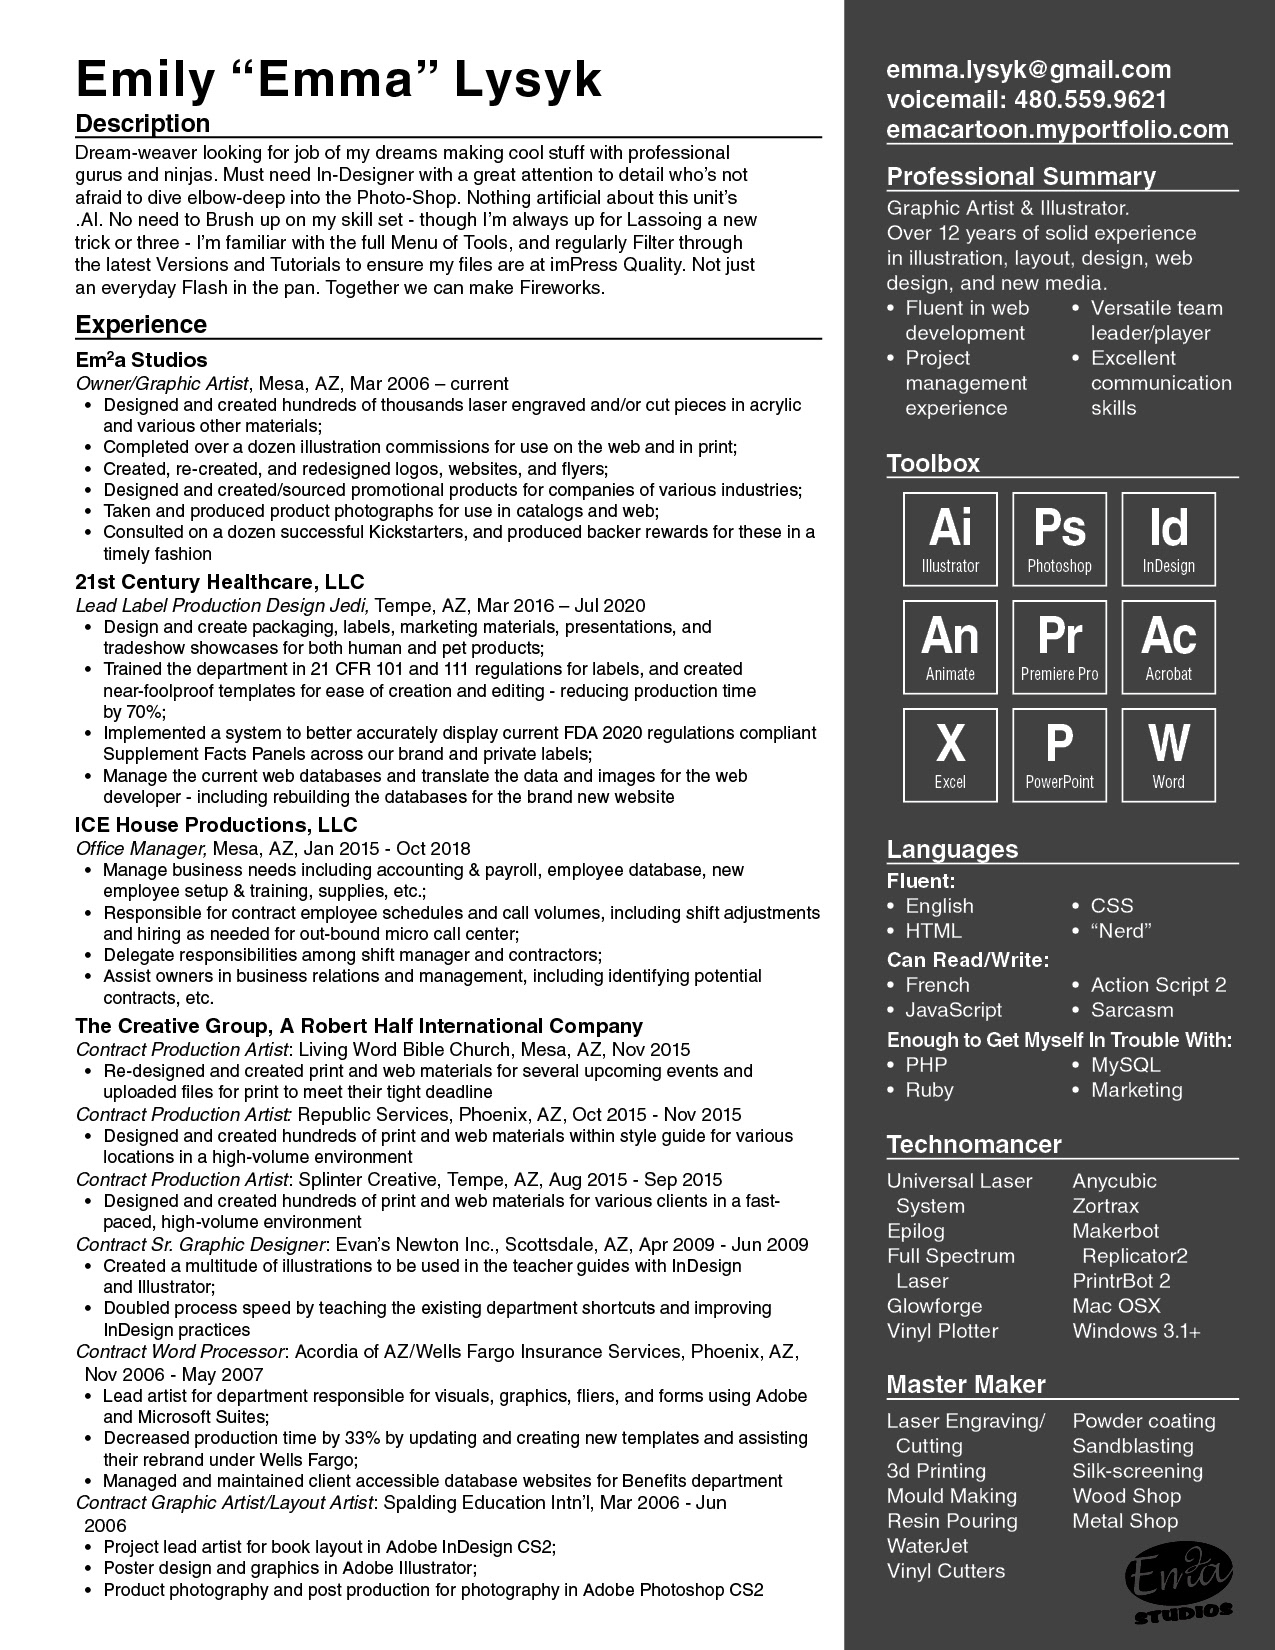 Emily “Emma” Lysyk
Description
Dream-weaver looking for job of my dreams making cool stuff with professional
gurus and ninjas. Must need In-Designer with a great attention to detail who’s not
afraid to dive elbow-deep into the Photo-Shop. Nothing artificial about this unit’s
.AI. No need to Brush up on my skill set - though I’m always up for Lassoing a new
trick or three - I’m familiar with the full Menu of Tools, and regularly Filter through
the latest Versions and Tutorials to ensure my files are at imPress Quality. Not just
an everyday Flash in the pan. Together we can make Fireworks.
Experience
Em²a Studios
Owner/Graphic Artist, Mesa, AZ, Mar 2006 – current
• Designed and created hundreds of thousands laser engraved and/or cut pieces in acrylic
and various other materials;
• Completed over a dozen illustration commissions for use on the web and in print;
• Created, re-created, and redesigned logos, websites, and flyers;
• Designed and created/sourced promotional products for companies of various industries;
• Taken and produced product photographs for use in catalogs and web;
• Consulted on a dozen successful Kickstarters, and produced backer rewards for these in a
timely fashion
21st Century Healthcare, LLC
Lead Label Production Design Jedi, Tempe, AZ, Mar 2016 – Jul 2020
• Design and create packaging, labels, marketing materials, presentations, and
tradeshow showcases for both human and pet products;
• Trained the department in 21 CFR 101 and 111 regulations for labels, and created
near-foolproof templates for ease of creation and editing - reducing production time
by 70%;
• Implemented a system to better accurately display current FDA 2020 regulations compliant
Supplement Facts Panels across our brand and private labels;
• Manage the current web databases and translate the data and images for the web
developer - including rebuilding the databases for the brand new website
ICE House Productions, LLC
Office Manager, Mesa, AZ, Jan 2015 - Oct 2018
• Manage business needs including accounting & payroll, employee database, new
employee setup & training, supplies, etc.;
• Responsible for contract employee schedules and call volumes, including shift adjustments
and hiring as needed for out-bound micro call center;
• Delegate responsibilities among shift manager and contractors;
• Assist owners in business relations and management, including identifying potential
contracts, etc.
The Creative Group, A Robert Half International Company
Contract Production Artist: Living Word Bible Church, Mesa, AZ, Nov 2015
• Re-designed and created print and web materials for several upcoming events and
uploaded files for print to meet their tight deadline
Contract Production Artist: Republic Services, Phoenix, AZ, Oct 2015 - Nov 2015
• Designed and created hundreds of print and web materials within style guide for various
locations in a high-volume environment
Contract Production Artist: Splinter Creative, Tempe, AZ, Aug 2015 - Sep 2015
• Designed and created hundreds of print and web materials for various clients in a fast-
paced, high-volume environment
Contract Sr. Graphic Designer: Evan’s Newton Inc., Scottsdale, AZ, Apr 2009 - Jun 2009
• Created a multitude of illustrations to be used in the teacher guides with InDesign
and Illustrator;
• Doubled process speed by teaching the existing department shortcuts and improving
InDesign practices
Contract Word Processor: Acordia of AZ/Wells Fargo Insurance Services, Phoenix, AZ,
Nov 2006 - May 2007
• Lead artist for department responsible for visuals, graphics, fliers, and forms using Adobe
and Microsoft Suites;
• Decreased production time by 33% by updating and creating new templates and assisting
their rebrand under Wells Fargo;
• Managed and maintained client accessible database websites for Benefits department
Contract Graphic Artist/Layout Artist: Spalding Education Intn’l, Mar 2006 - Jun
2006
• Project lead artist for book layout in Adobe InDesign CS2;
• Poster design and graphics in Adobe Illustrator;
• Product photography and post production for photography in Adobe Photoshop CS2
emma.lysyk@gmail.com
voicemail: 480.559.9621
emacartoon.myportfolio.com
Professional Summary
Graphic Artist & Illustrator.
Over 12 years of solid experience
in illustration, layout, design, web
design, and new media.
• Fluent in web
development
• Project
management
experience
• Versatile team
leader/player
• Excellent
communication
skills
Toolbox
Ai Ps Id
Illustrator Photoshop InDesign
An Pr Ac
Animate Premiere Pro Acrobat
X P W
Excel PowerPoint Word
Languages
Fluent:
• English • CSS
• HTML • “Nerd”
Can Read/Write:
• French • Action Script 2
• JavaScript • Sarcasm
Enough to Get Myself In Trouble With:
• PHP • MySQL
• Ruby • Marketing
Technomancer
Universal Laser
System
Epilog
Full Spectrum
Laser
Glowforge
Vinyl Plotter
Anycubic
Zortrax
Makerbot
Replicator2
PrintrBot 2
Mac OSX
Windows 3.1+
Master Maker
Laser Engraving/
Cutting
3d Printing
Mould Making
Resin Pouring
WaterJet
Vinyl Cutters
Powder coating
Sandblasting
Silk-screening
Wood Shop
Metal Shop
Em2a
STUDIOS